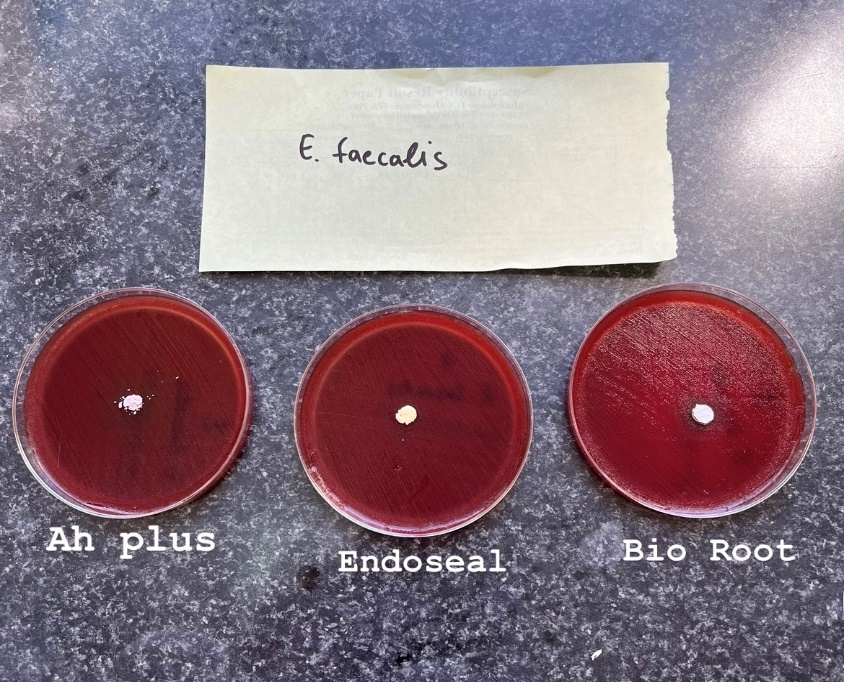 E. faecalis
Ah plus
Endoseal
Bio Root